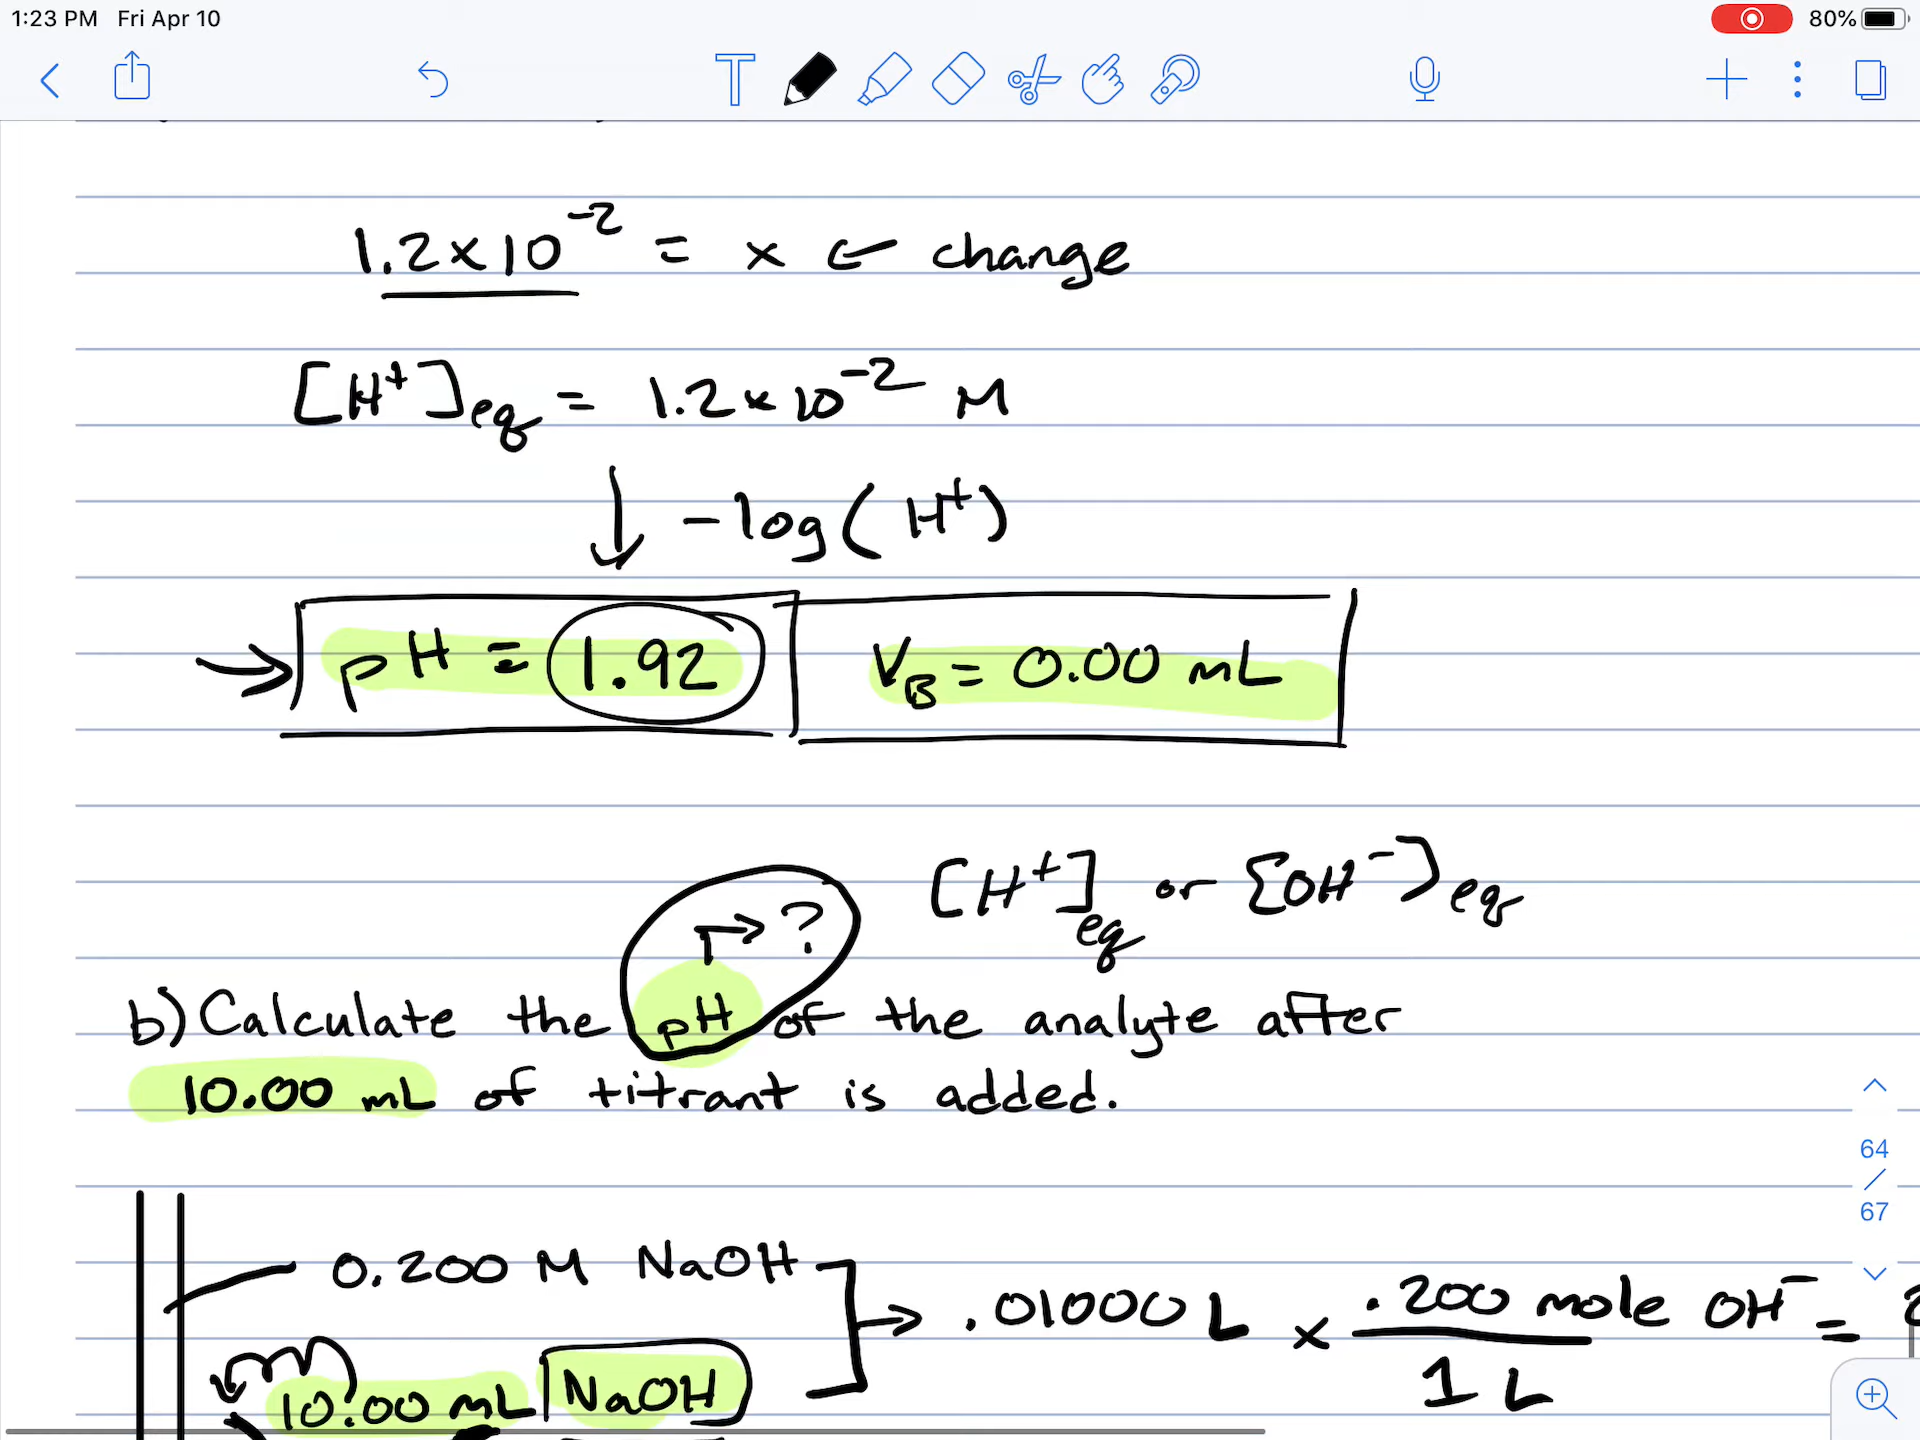 1:23 PM Fri Apr 10 80%
1.2×10⁻² = x ← change
[H⁺]eq = 1.2×10⁻² M
↓ -log(H⁺)
→ pH = 1.92 V_B = 0.00 mL
→ ? [H⁺]eq or [OH⁻]eq
b) Calculate the pH of the analyte after
10.00 mL of titrant is added.
64
/
67
0.200 M NaOH
→ .01000 L × .200 mole OH⁻ =
1 L
10.00 mL NaOH